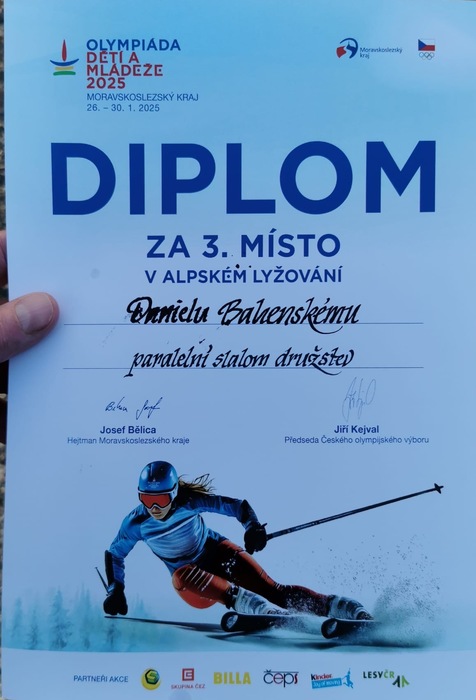 OLYMPIÁDA
DĚTÍ A
MLÁDEŽE
2025
MORAVSKOSLEZSKÝ KRAJ
26. – 30. 1. 2025
Moravskoslezský
kraj
DIPLOM
ZA 3. MÍSTO
V ALPSKÉM LYŽOVÁNÍ
Danielu Bahenskému
paralelní slalom družstev
Josef Bělica
Hejtman Moravskoslezského kraje
Jiří Kejval
Předseda Českého olympijského výboru
PARTNEŘI AKCE
SKUPINA ČEZ
BILLA
čeps
Kinder
LESY ČR